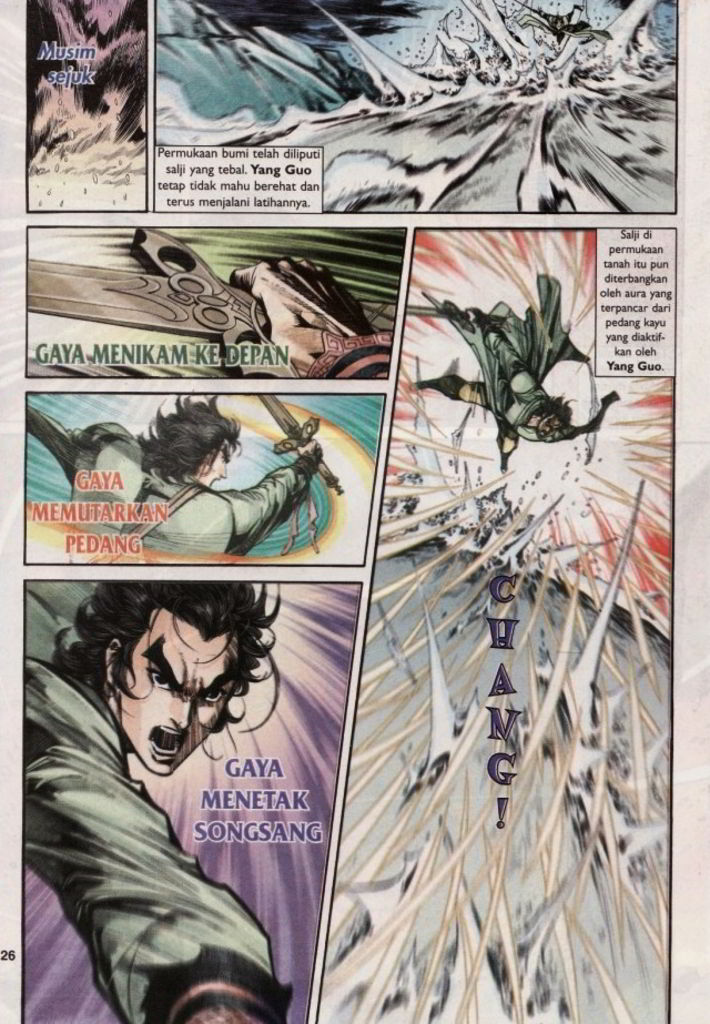 Musim
sejuk
Permukaan bumi telah diliputi
salji yang tebal. Yang Guo
tetap tidak mahu berehat dan
terus menjalani latihannya.
GAYA MENIKAM KE DEPAN
Salji di
permukaan
tanah itu pun
diterbangkan
oleh aura yang
terpancar dari
pedang kayu
yang diaktif-
kan oleh
Yang Guo.
GAYA
MEMUTARKAN
PEDANG
GAYA
MENETAK
SONGSANG
CHANG!
26